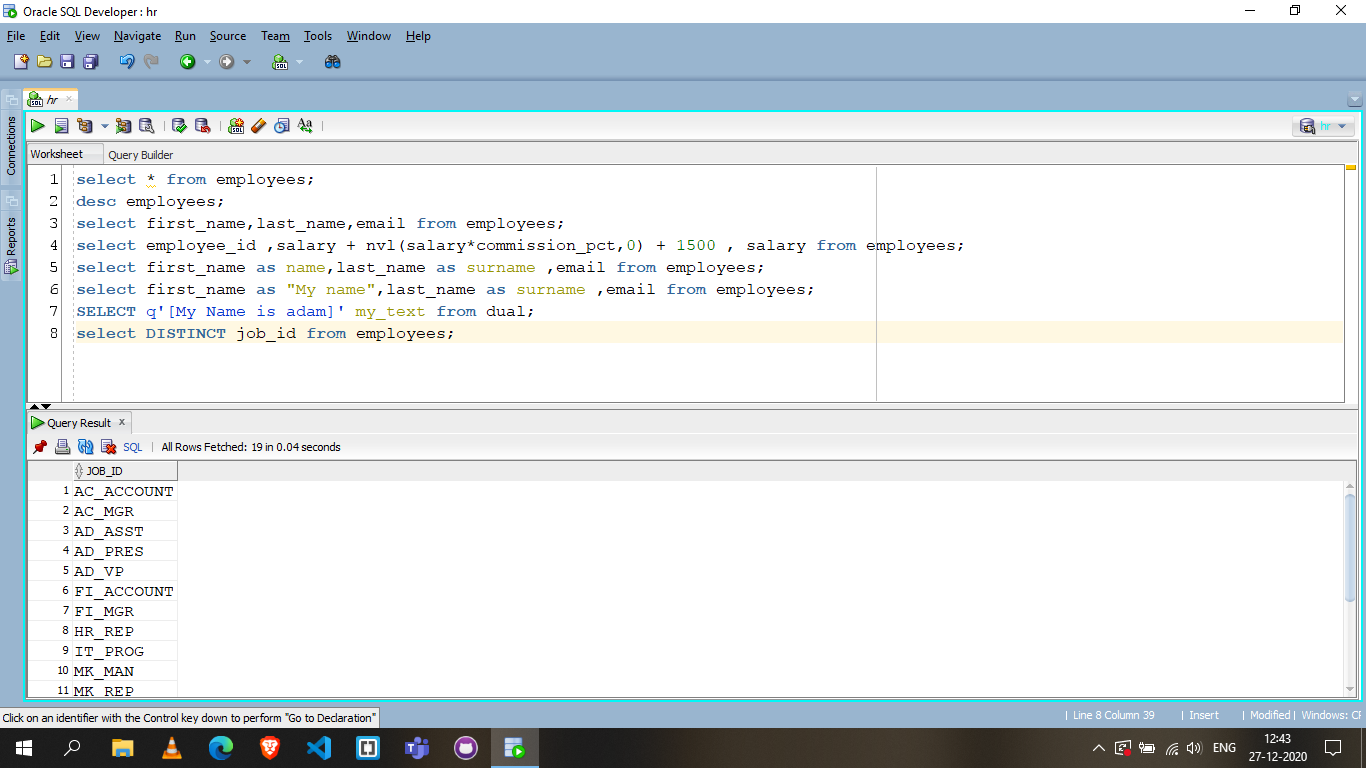 Oracle SQL Developer : hr
File Edit View Navigate Run Source Team Tools Window Help
hr
Connections
Reports
hr
Worksheet Query Builder
1 select * from employees;
2 desc employees;
3 select first_name,last_name,email from employees;
4 select employee_id ,salary + nvl(salary*commission_pct,0) + 1500 , salary from employees;
5 select first_name as name,last_name as surname ,email from employees;
6 select first_name as "My name",last_name as surname ,email from employees;
7 SELECT q'[My Name is adam]' my_text from dual;
8 select DISTINCT job_id from employees;
Query Result x
SQL | All Rows Fetched: 19 in 0.04 seconds
JOB_ID
1 AC_ACCOUNT
2 AC_MGR
3 AD_ASST
4 AD_PRES
5 AD_VP
6 FI_ACCOUNT
7 FI_MGR
8 HR_REP
9 IT_PROG
10 MK_MAN
11 MK_REP
Click on an identifier with the Control key down to perform "Go to Declaration"
| Line 8 Column 39 | Insert | Modified | Windows: CF
ENG 12:43
27-12-2020